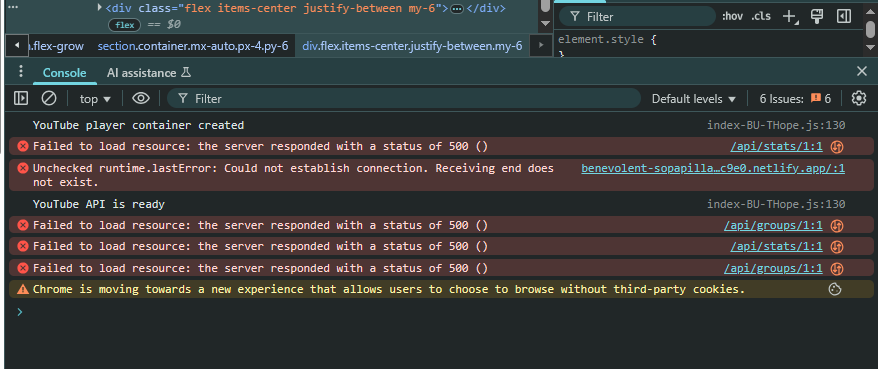 <div class="flex items-center justify-between my-6"> ... </div>
flex == $0
.flex-grow section.container.mx-auto.px-4.py-6 div.flex.items-center.justify-between.my-6
Filter :hov .cls
element.style {
}
Console AI assistance
top Filter Default levels 6 Issues: 6
YouTube player container created index-BU-THope.js:130
Failed to load resource: the server responded with a status of 500 () /api/stats/1:1
Unchecked runtime.lastError: Could not establish connection. Receiving end does benevolent-sopapilla…c9e0.netlify.app/:1
not exist.
YouTube API is ready index-BU-THope.js:130
Failed to load resource: the server responded with a status of 500 () /api/groups/1:1
Failed to load resource: the server responded with a status of 500 () /api/stats/1:1
Failed to load resource: the server responded with a status of 500 () /api/groups/1:1
Chrome is moving towards a new experience that allows users to choose to browse without third-party cookies.